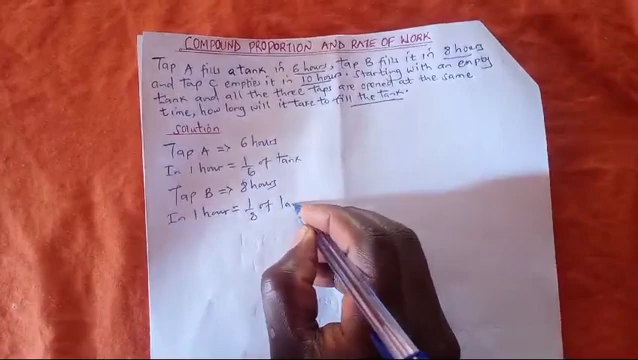 COMPOUND PROPORTION AND RATE OF WORK
Tap A fills a tank in 6 hours, Tap B fills it in 8 hours
and Tap C empties it in 10 hours. Starting with an empty
tank and all the three taps are opened at the same
time, how long will it take to fill the tank.
Solution
Tap A => 6 hours
In 1 hour = 1/6 of tank
Tap B => 8 hours
In 1 hour = 1/8 of